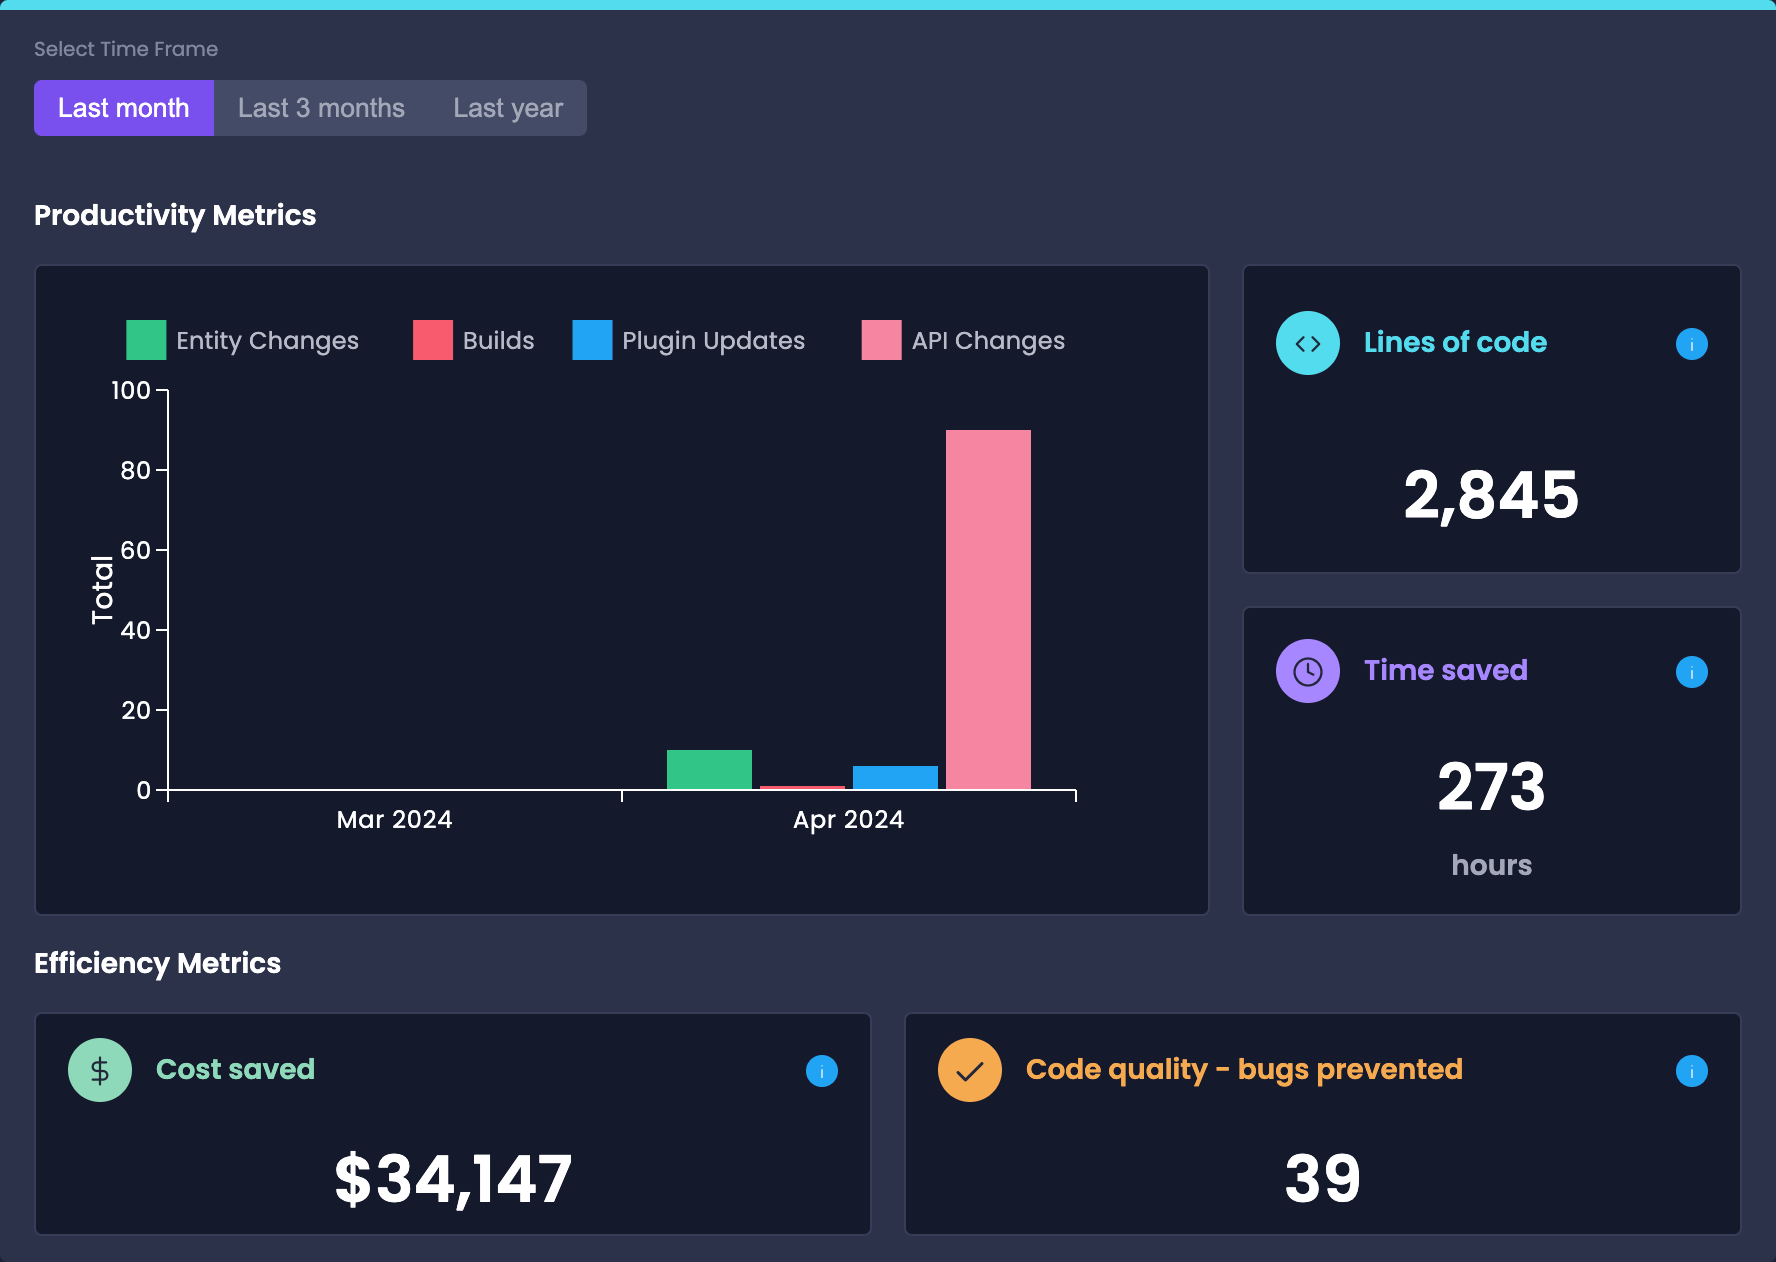 Select Time Frame
Last month Last 3 months Last year
Productivity Metrics
Entity Changes Builds Plugin Updates API Changes
100
80
60
40
20
0
Total
Mar 2024 Apr 2024
Lines of code i
2,845
Time saved i
273
hours
Efficiency Metrics
$ Cost saved i
$34,147
Code quality - bugs prevented i
39